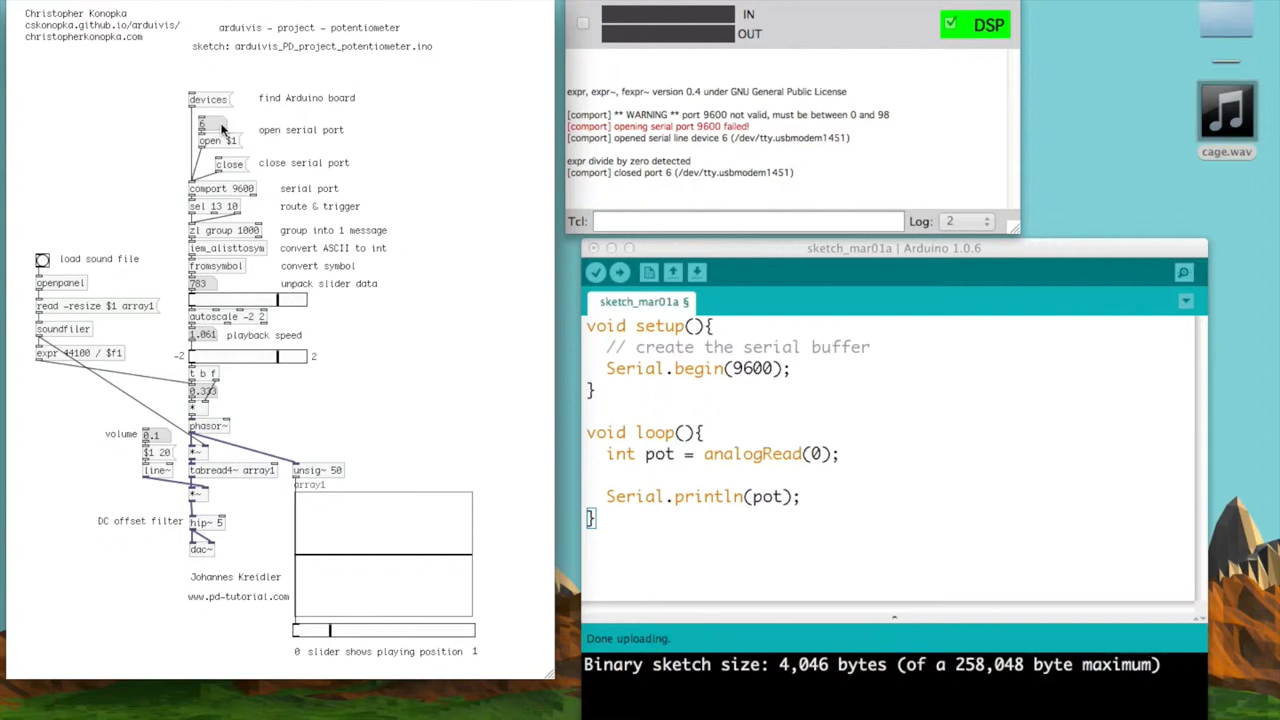 Christopher Konopka
cskonopka.github.io/arduivis/
christopherkonopka.com
arduivis - project - potentiometer
sketch: arduivis_PD_project_potentiometer.ino
devices
find Arduino board
6
open serial port
open $1
close
close serial port
comport 9600
serial port
sel 13 10
route & trigger
zl group 1000
group into 1 message
iem_alisttosym
convert ASCII to int
load sound file
fromsymbol
convert symbol
openpanel
783
unpack slider data
read -resize $1 array1
autoscale -2 2
soundfiler
1.061
playback speed
expr 44100 / $f1
-2
2
t b f
0.333
*
phasor~
volume
0.1
$1 20
*~
line~
tabread4~ array1
unsig~ 50
array1
*~
DC offset filter
hip~ 5
dac~
Johannes Kreidler
www.pd-tutorial.com
0 slider shows playing position 1
IN
OUT
DSP
expr, expr~, fexpr~ version 0.4 under GNU General Public License
[comport] ** WARNING ** port 9600 not valid, must be between 0 and 98
[comport] opening serial port 9600 failed!
[comport] opened serial line device 6 (/dev/tty.usbmodem1451)
expr divide by zero detected
[comport] closed port 6 (/dev/tty.usbmodem1451)
Tcl:
Log: 2
cage.wav
sketch_mar01a | Arduino 1.0.6
sketch_mar01a §
void setup(){
// create the serial buffer
Serial.begin(9600);
}
void loop(){
int pot = analogRead(0);
Serial.println(pot);
}
Done uploading.
Binary sketch size: 4,046 bytes (of a 258,048 byte maximum)